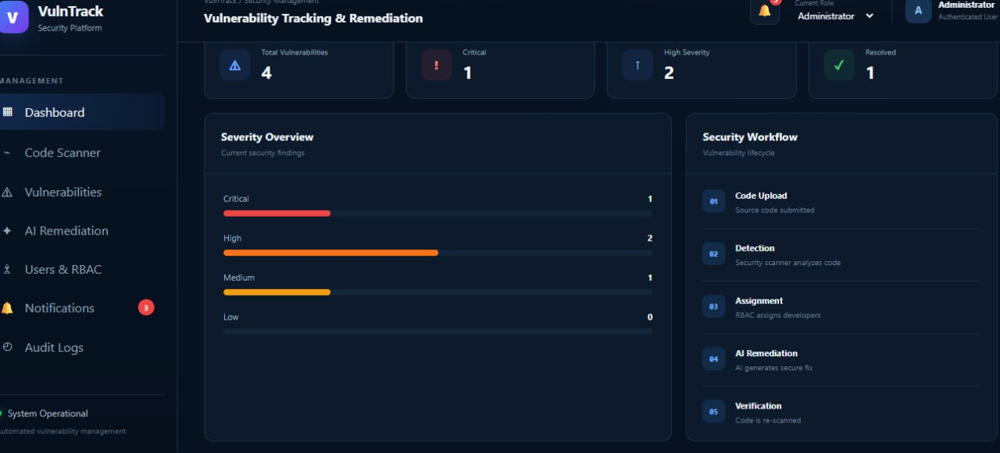 V
VulnTrack
Security Platform
MANAGEMENT
Dashboard
Code Scanner
Vulnerabilities
AI Remediation
Users & RBAC
Notifications
3
Audit Logs
System Operational
Automated vulnerability management
VulnTrack / Security Management
Vulnerability Tracking & Remediation
Current Role
Administrator
A
Administrator
Authenticated User
Total Vulnerabilities
4
!
Critical
1
High Severity
2
Resolved
1
Severity Overview
Current security findings
Critical 1
High 2
Medium 1
Low 0
Security Workflow
Vulnerability lifecycle
01
Code Upload
Source code submitted
02
Detection
Security scanner analyzes code
03
Assignment
RBAC assigns developers
04
AI Remediation
AI generates secure fix
05
Verification
Code is re-scanned